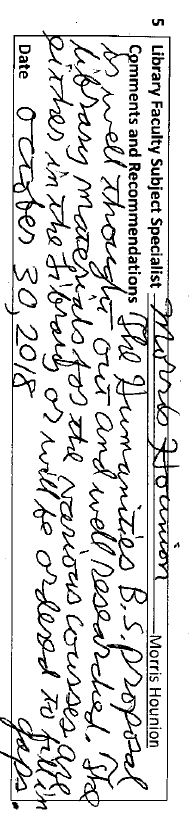 5 Library Faculty Subject Specialist Morris Hounion Morris Hounion
Comments and Recommendations The Humanities B.S. proposal
is well thought out and well researched. The
library materials for the various courses are
either in the library or will be ordered to fill in
gaps.
Date October 30, 2018